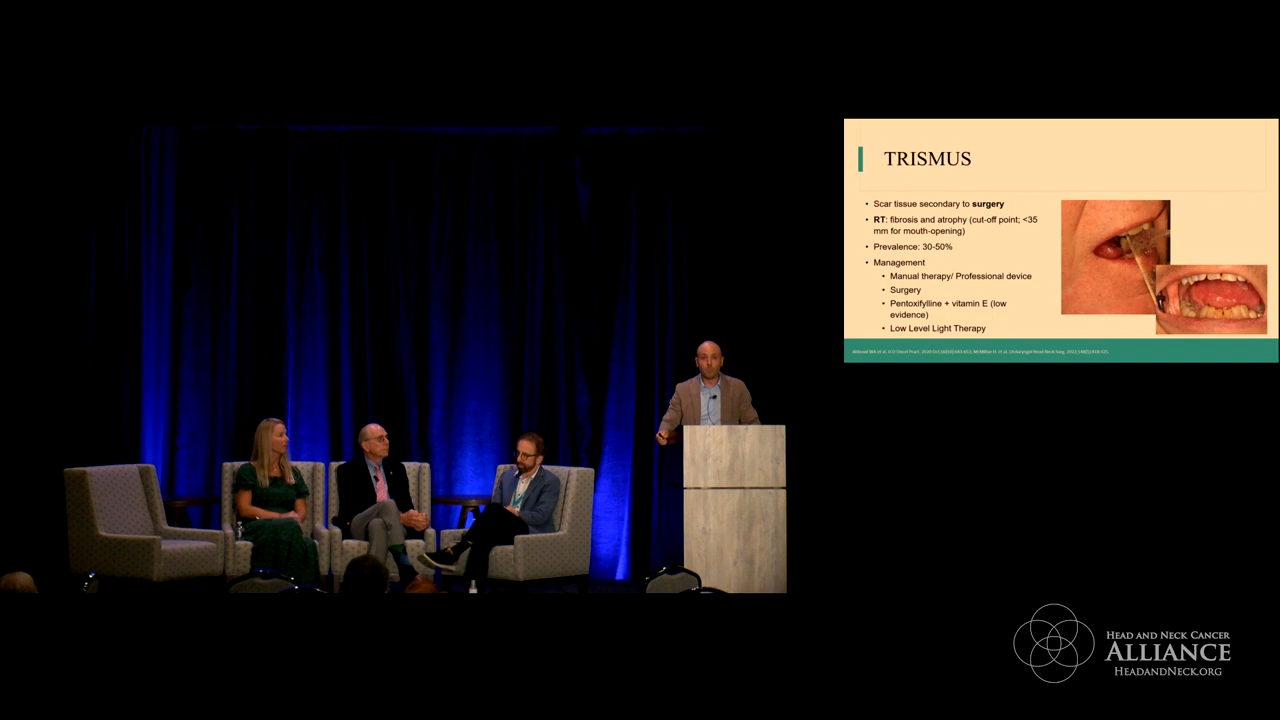 TRISMUS
• Scar tissue secondary to surgery
• RT: fibrosis and atrophy (cut-off point; <35
mm for mouth-opening)
• Prevalence: 30-50%
• Management
• Manual therapy/ Professional device
• Surgery
• Pentoxifylline + vitamin E (low
evidence)
• Low Level Light Therapy
HEAD AND NECK CANCER
ALLIANCE
HEADANDNECK.ORG